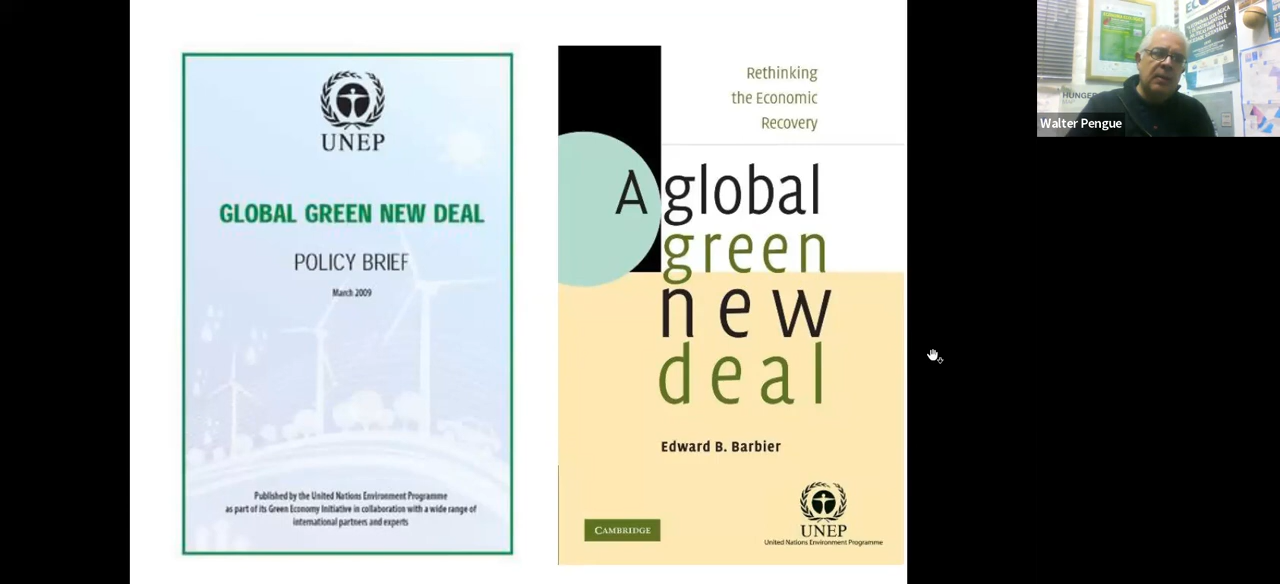 UNEP
GLOBAL GREEN NEW DEAL
POLICY BRIEF
March 2009
Published by the United Nations Environment Programme
as part of its Green Economy Initiative in collaboration with a wide range of
international partners and experts
Rethinking
the Economic
Recovery
A global
green
new
deal
Edward B. Barbier
CAMBRIDGE
UNEP
United Nations Environment Programme
HUNGER
Walter Pengue